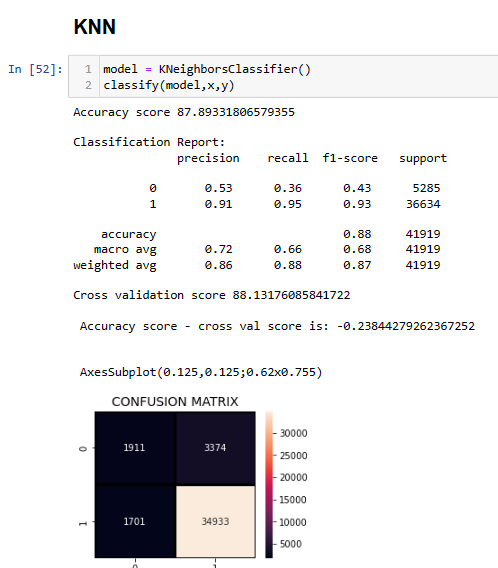 KNN
In [52]:
1 model = KNeighborsClassifier()
2 classify(model,x,y)
Accuracy score 87.89331806579355
Classification Report:
precision recall f1-score support
0 0.53 0.36 0.43 5285
1 0.91 0.95 0.93 36634
accuracy 0.88 41919
macro avg 0.72 0.66 0.68 41919
weighted avg 0.86 0.88 0.87 41919
Cross validation score 88.13176085841722
Accuracy score - cross val score is: -0.23844279262367252
AxesSubplot(0.125,0.125;0.62x0.755)
CONFUSION MATRIX
0 1911 3374
1 1701 34933
30000
25000
20000
15000
10000
5000